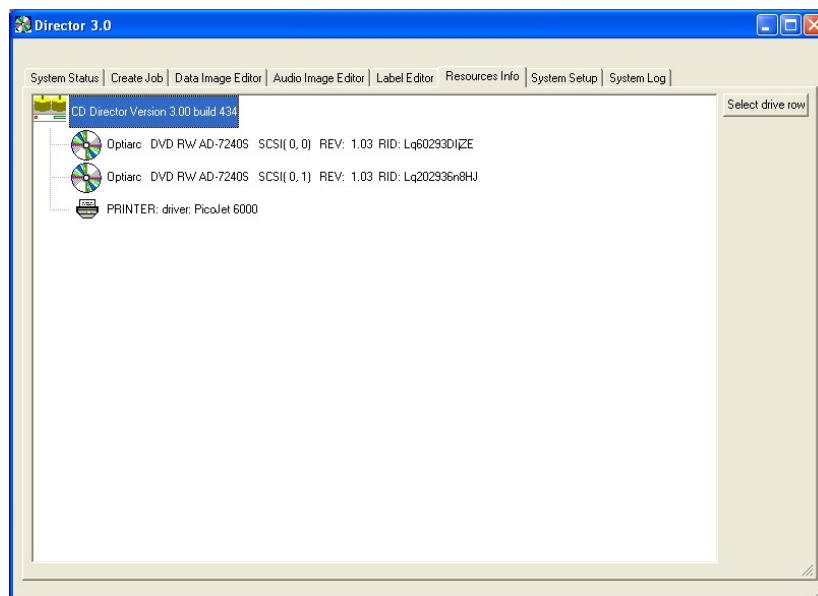 Director 3.0
System Status Create Job Data Image Editor Audio Image Editor Label Editor Resources Info System Setup System Log
CD Director Version 3.00 build 434
Select drive row
Optiarc DVD RW AD-7240S SCSI( 0, 0) REV: 1.03 RID:
Optiarc DVD RW AD-7240S SCSI( 0, 1) REV: 1.03 RID: Lq202936n8HJ
PRINTER: driver: PicoJet 6000